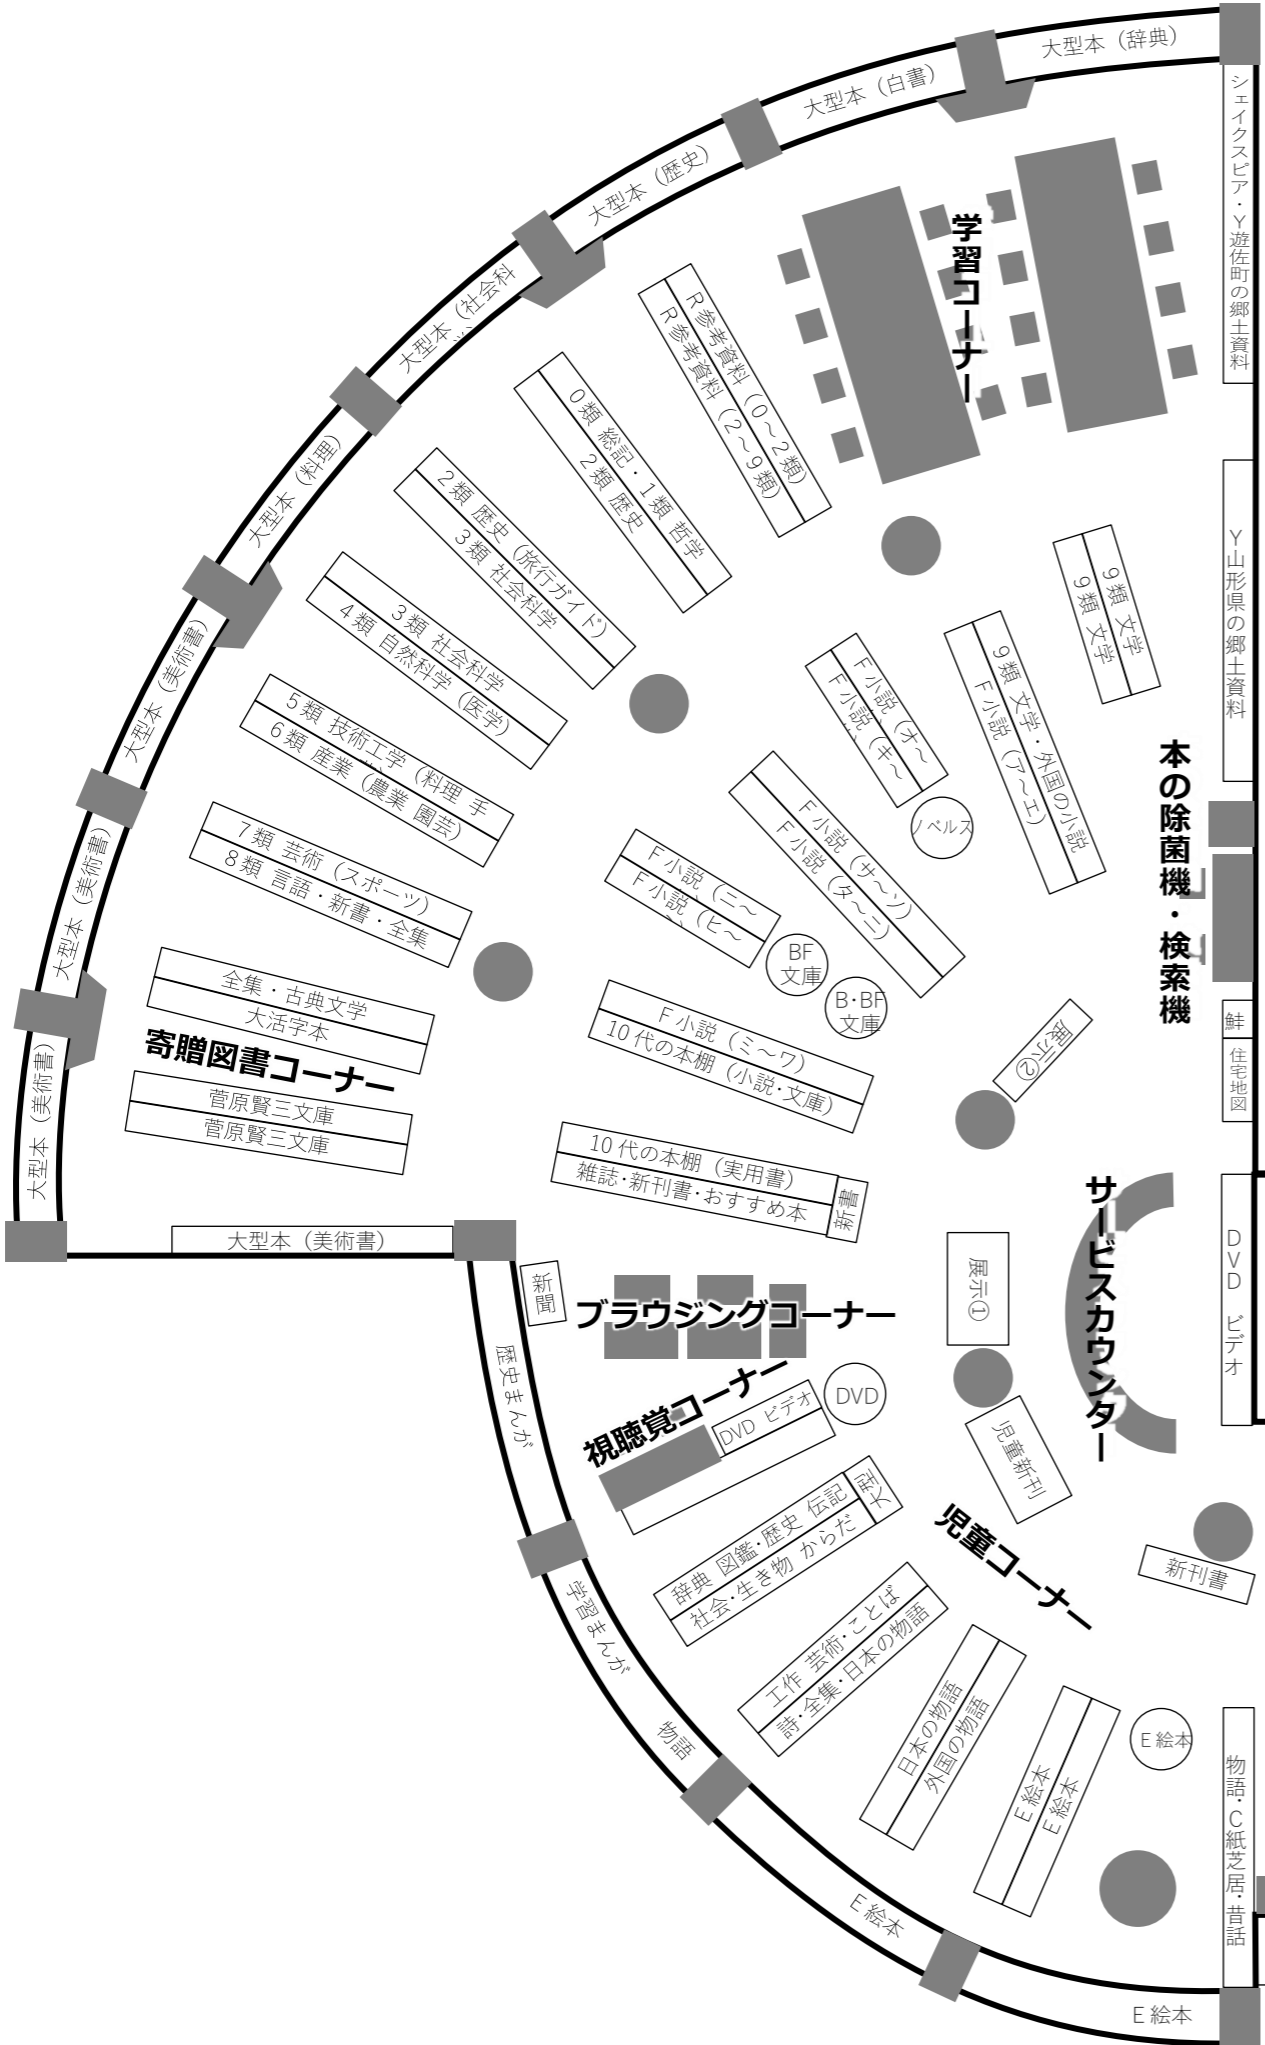 大型本（辞典）
大型本（白書）
大型本（歴史）
大型本（社会科
大型本（料理）
大型本（美術書）
大型本（美術書）
大型本（美術書）
大型本（美術書）
シェイクスピア・Ｙ遊佐町の郷土資料
Ｙ山形県の郷土資料
学習コーナー
Ｒ参考資料（０～２類）
Ｒ参考資料（２～９類）
０類 総記・１類 哲学
２類 歴史
２類 歴史（旅行ガイド）
３類 社会科学
３類 社会科学
４類 自然科学（医学）
５類 技術工学（料理 手
６類 産業（農業 園芸）
７類 芸術（スポーツ）
８類 言語・新書・全集
全集・古典文学
大活字本
寄贈図書コーナー
菅原賢三文庫
菅原賢三文庫
９類 文学
９類 文学
９類 文学・外国の小説
Ｆ小説（ア～エ）
Ｆ小説（オ～
Ｆ小説（キ～
ノベルス
Ｆ小説（サ～ソ）
Ｆ小説（タ～ニ）
Ｆ小説（ニ～
Ｆ小説（ヒ～
BF
文庫
B・BF
文庫
Ｆ小説（ミ～ワ）
10 代の本棚（小説・文庫）
10 代の本棚（実用書）
雑誌・新刊書・おすすめ本
新書
本の除菌機・検索機
鮭
住宅地図
展示②
サービスカウンター
ＤＶＤ ビデオ
展示①
新聞
ブラウジングコーナー
視聴覚コーナー
DVD ビデオ
DVD
歴史まんが
学習まんが
物語
Ｅ絵本
Ｅ絵本
児童新刊
児童コーナー
新刊書
辞典 図鑑・歴史 伝記
社会・生き物 からだ
大型
工作 芸術・ことば
詩・全集・日本の物語
日本の物語
外国の物語
Ｅ絵本
Ｅ絵本
Ｅ絵本
物語・Ｃ紙芝居・昔話